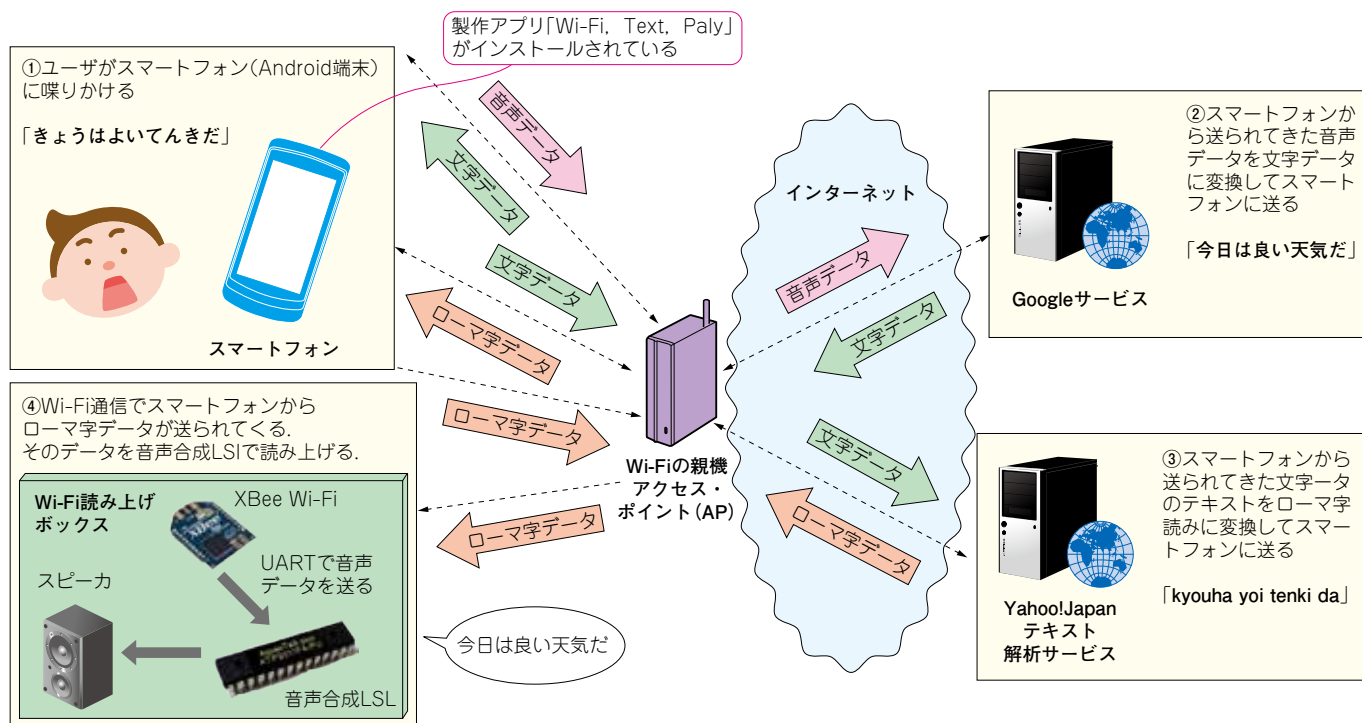 製作アプリ「Wi-Fi，Text，Paly」
がインストールされている
①ユーザがスマートフォン(Android端末)
に喋りかける
「きょうはよいてんきだ」
スマートフォン
音声データ
文字データ
文字データ
ローマ字データ
ローマ字データ
ローマ字データ
Wi-Fiの親機
アクセス・
ポイント(AP)
インターネット
音声データ
文字データ
文字データ
ローマ字データ
②スマートフォンか
ら送られてきた音声
データを文字データ
に変換してスマート
フォンに送る
「今日は良い天気だ」
Googleサービス
③スマートフォンから
送られてきた文字ータ
のテキストをローマ字
読みに変換してスマー
トフォンに送る
「kyouha yoi tenki da」
Yahoo!Japan
テキスト
解析サービス
④Wi-Fi通信でスマートフォンから
ローマ字データが送られてくる．
そのデータを音声合成LSIで読み上げる．
Wi-Fi読み上げ
ボックス
XBee Wi-Fi
UARTで音声
データを送る
スピーカ
音声合成LSL
今日は良い天気だ